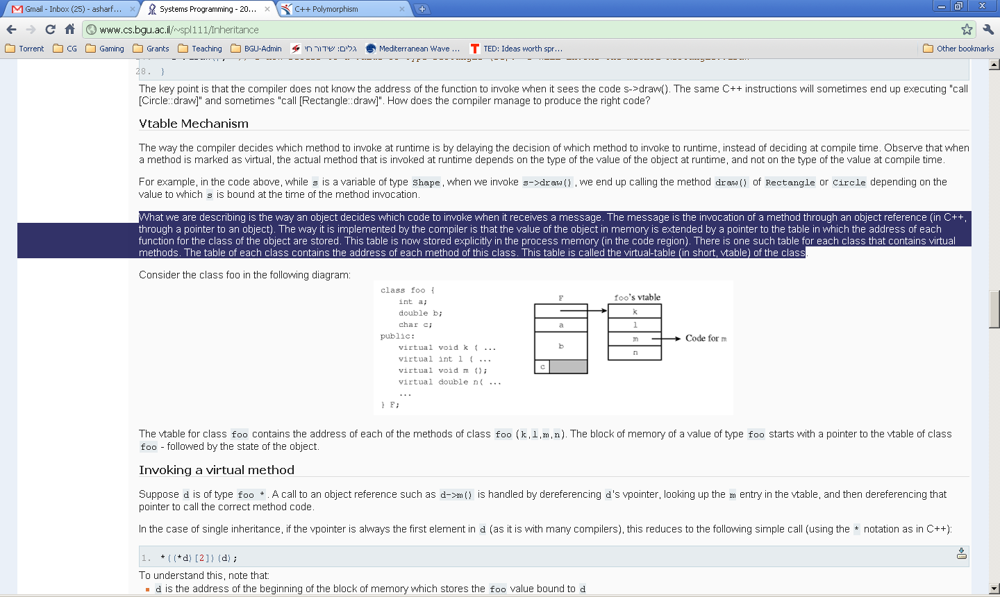 Gmail - Inbox (25) - asharf...
Systems Programming - 20...
C++ Polymorphism
www.cs.bgu.ac.il/~spl111/Inheritance
Torrent CG Gaming Grants Teaching BGU-Admin גלים: שידור חי Mediterranean Wave ... TED: Ideas worth spr... Other bookmarks
28. }
The key point is that the compiler does not know the address of the function to invoke when it sees the code s->draw(). The same C++ instructions will sometimes end up executing "call
[Circle::draw]" and sometimes "call [Rectangle::draw]". How does the compiler manage to produce the right code?
Vtable Mechanism
The way the compiler decides which method to invoke at runtime is by delaying the decision of which method to invoke to runtime, instead of deciding at compile time. Observe that when
a method is marked as virtual, the actual method that is invoked at runtime depends on the type of the value of the object at runtime, and not on the type of the value at compile time.
For example, in the code above, while s is a variable of type Shape, when we invoke s->draw(), we end up calling the method draw() of Rectangle or Circle depending on the
value to which s is bound at the time of the method invocation.
What we are describing is the way an object decides which code to invoke when it receives a message. The message is the invocation of a method through an object reference (in C++,
through a pointer to an object). The way it is implemented by the compiler is that the value of the object in memory is extended by a pointer to the table in which the address of each
function for the class of the object are stored. This table is now stored explicitly in the process memory (in the code region). There is one such table for each class that contains virtual
methods. The table of each class contains the address of each method of this class. This table is called the virtual-table (in short, vtable) of the class.
Consider the class foo in the following diagram:
class foo {
int a;
double b;
char c;
public:
virtual void k ( ...
virtual int l ( ...
virtual void m ();
virtual double n( ...
...
} F;
F
a
b
c
foo's vtable
k
l
m
n
Code for m
The vtable for class foo contains the address of each of the methods of class foo (k,l,m,n). The block of memory of a value of type foo starts with a pointer to the vtable of class
foo - followed by the state of the object.
Invoking a virtual method
Suppose d is of type foo *. A call to an object reference such as d->m() is handled by dereferencing d's vpointer, looking up the m entry in the vtable, and then dereferencing that
pointer to call the correct method code.
In the case of single inheritance, if the vpointer is always the first element in d (as it is with many compilers), this reduces to the following simple call (using the * notation as in C++):
1. *((*d)[2])(d);
To understand this, note that:
d is the address of the beginning of the block of memory which stores the foo value bound to d